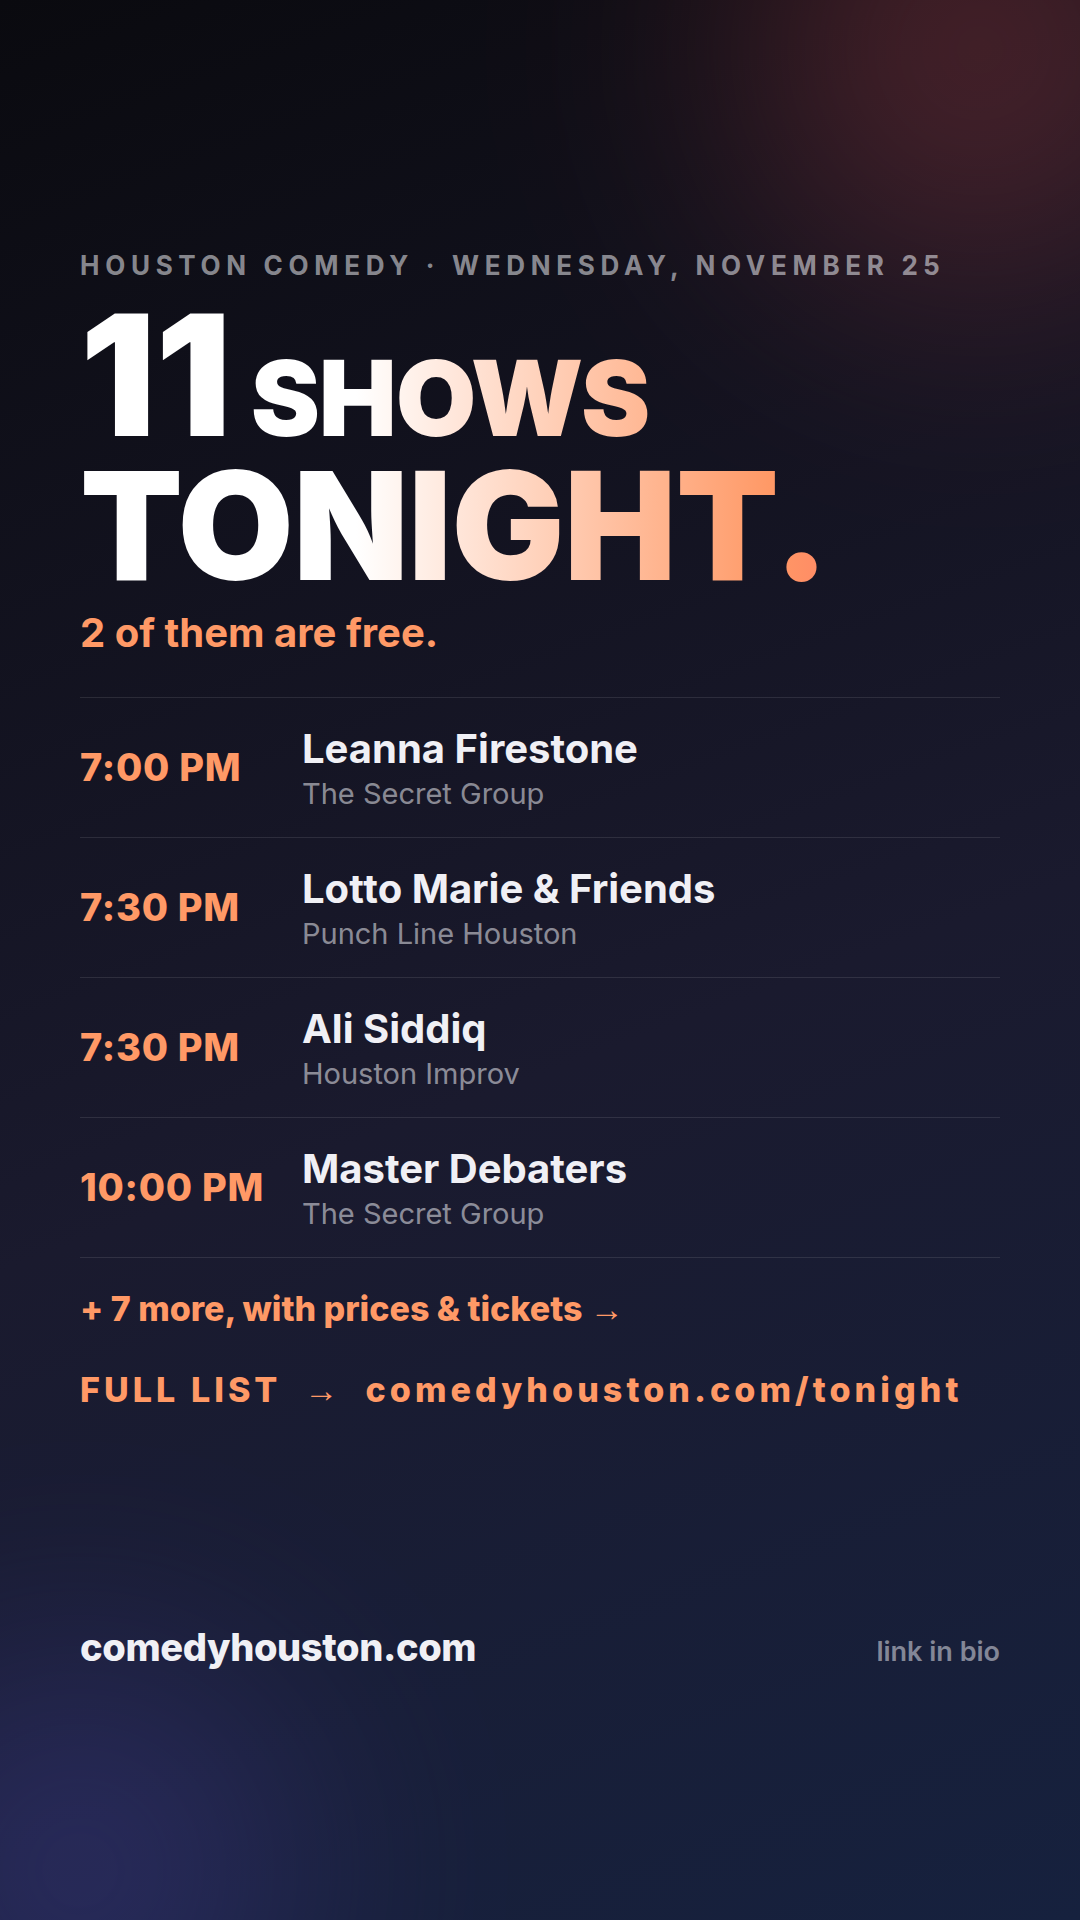 HOUSTON COMEDY · WEDNESDAY, NOVEMBER 25
11 SHOWS
TONIGHT.
2 of them are free.
7:00 PM Leanna Firestone
The Secret Group
7:30 PM Lotto Marie & Friends
Punch Line Houston
7:30 PM Ali Siddiq
Houston Improv
10:00 PM Master Debaters
The Secret Group
+ 7 more, with prices & tickets →
FULL LIST → comedyhouston.com/tonight
comedyhouston.com link in bio